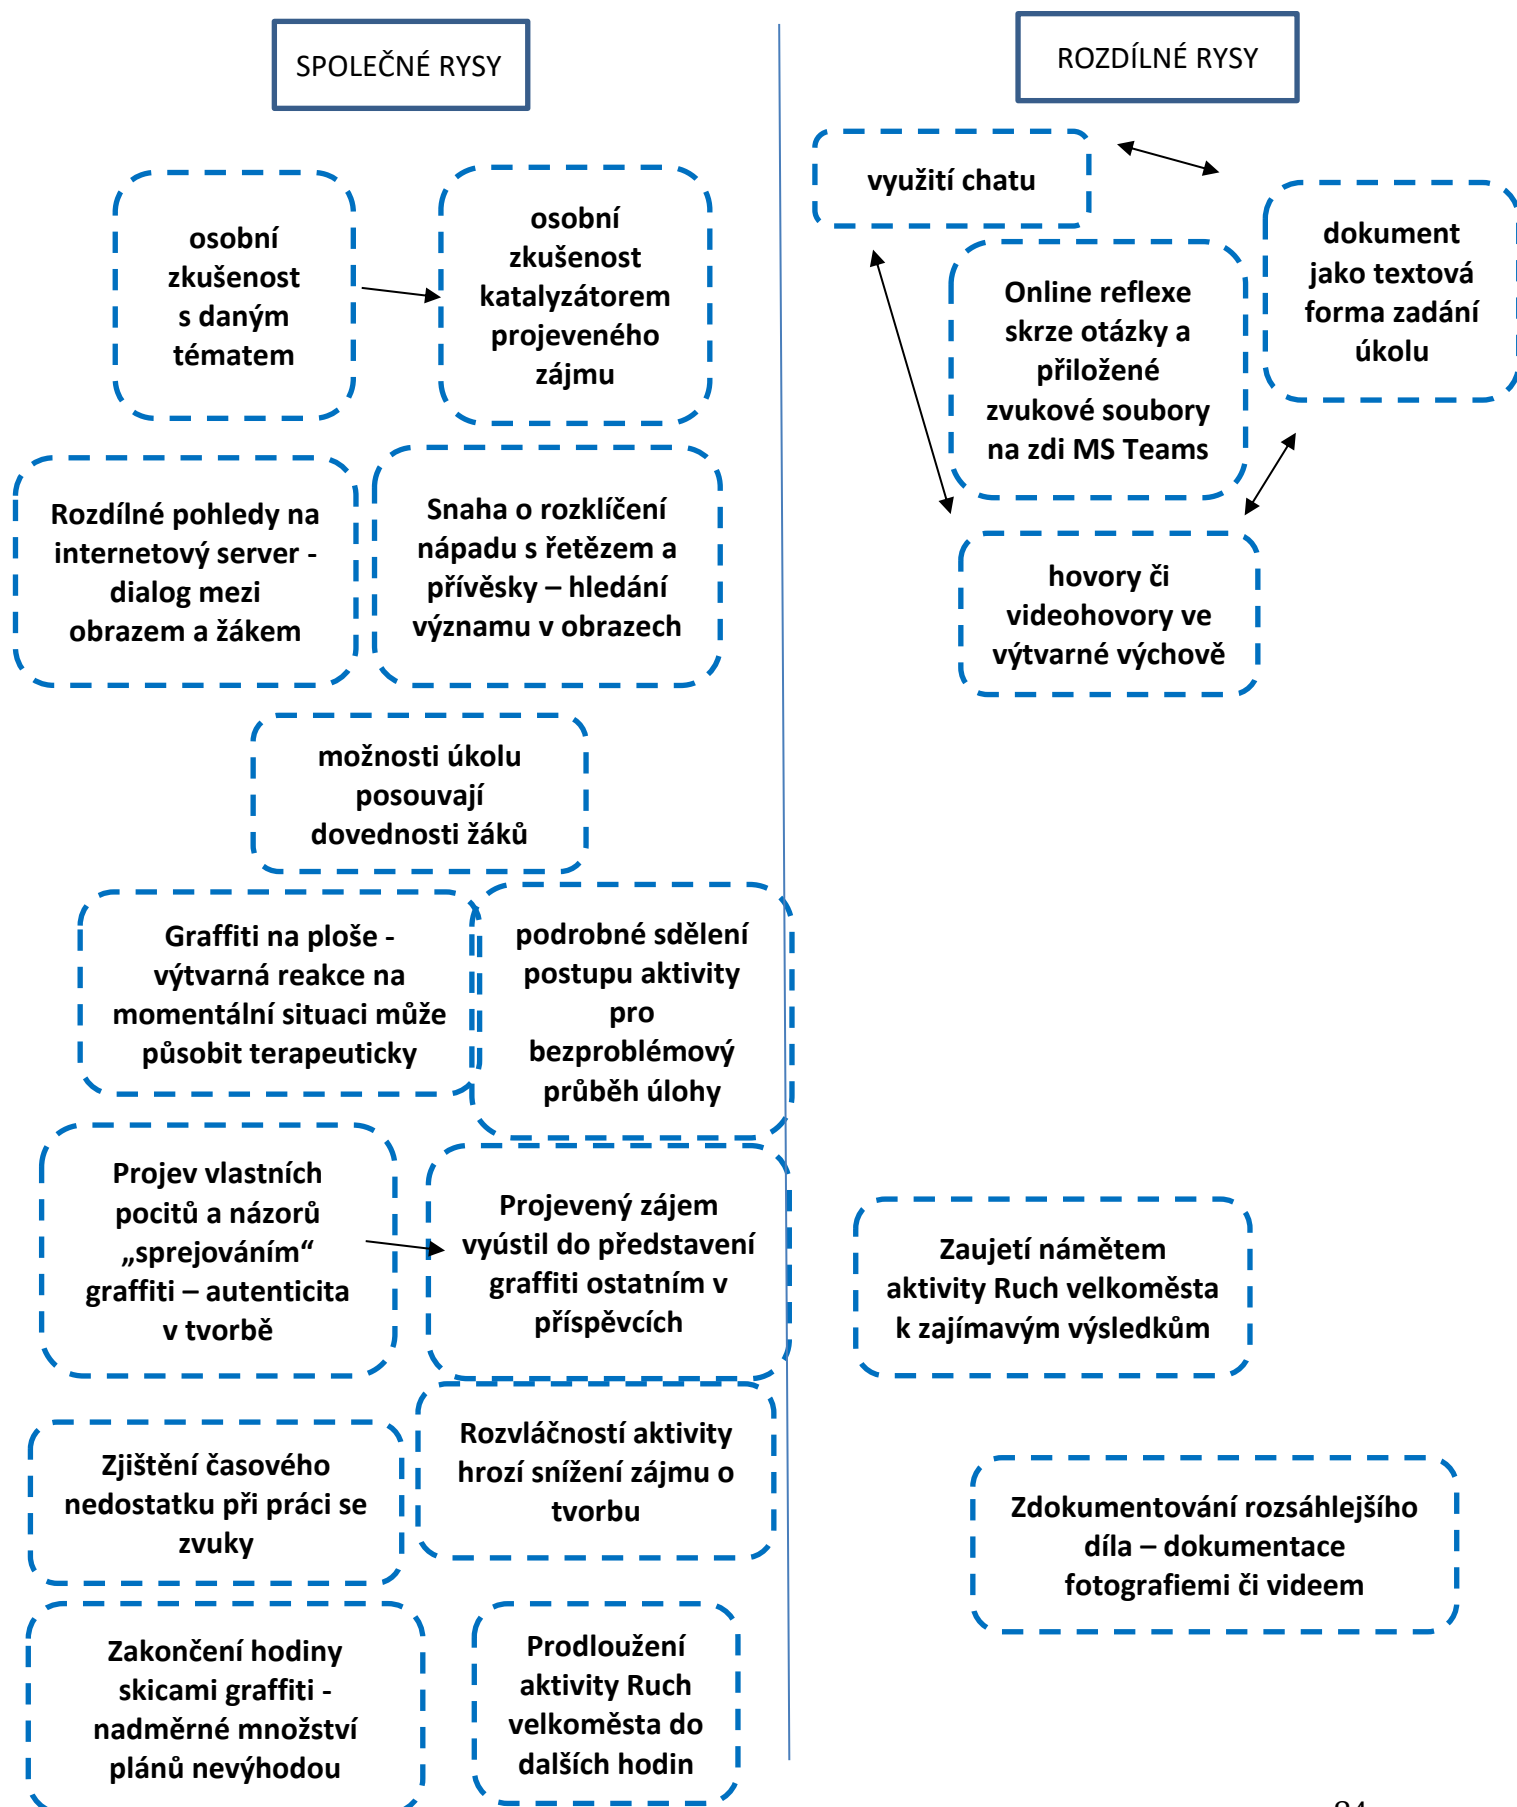 SPOLEČNÉ RYSY
ROZDÍLNÉ RYSY
osobní
zkušenost
s daným
tématem
osobní
zkušenost
katalyzátorem
projeveného
zájmu
využití chatu
dokument
jako textová
forma zadání
úkolu
Online reflexe
skrze otázky a
přiložené
zvukové soubory
na zdi MS Teams
hovory či
videohovory ve
výtvarné výchově
Rozdílné pohledy na
internetový server -
dialog mezi
obrazem a žákem
Snaha o rozklíčení
nápadu s řetězem a
přívěsky – hledání
významu v obrazech
možnosti úkolu
posouvají
dovednosti žáků
Graffiti na ploše -
výtvarná reakce na
momentální situaci může
působit terapeuticky
podrobné sdělení
postupu aktivity
pro
bezproblémový
průběh úlohy
Projev vlastních
pocitů a názorů
„sprejováním“
graffiti – autenticita
v tvorbě
Projevený zájem
vyústil do představení
graffiti ostatním v
příspěvcích
Zaujetí námětem
aktivity Ruch velkoměsta
k zajímavým výsledkům
Zjištění časového
nedostatku při práci se
zvuky
Rozvláčností aktivity
hrozí snížení zájmu o
tvorbu
Zdokumentování rozsáhlejšího
díla – dokumentace
fotografiemi či videem
Zakončení hodiny
skicami graffiti -
nadměrné množství
plánů nevýhodou
Prodloužení
aktivity Ruch
velkoměsta do
dalších hodin